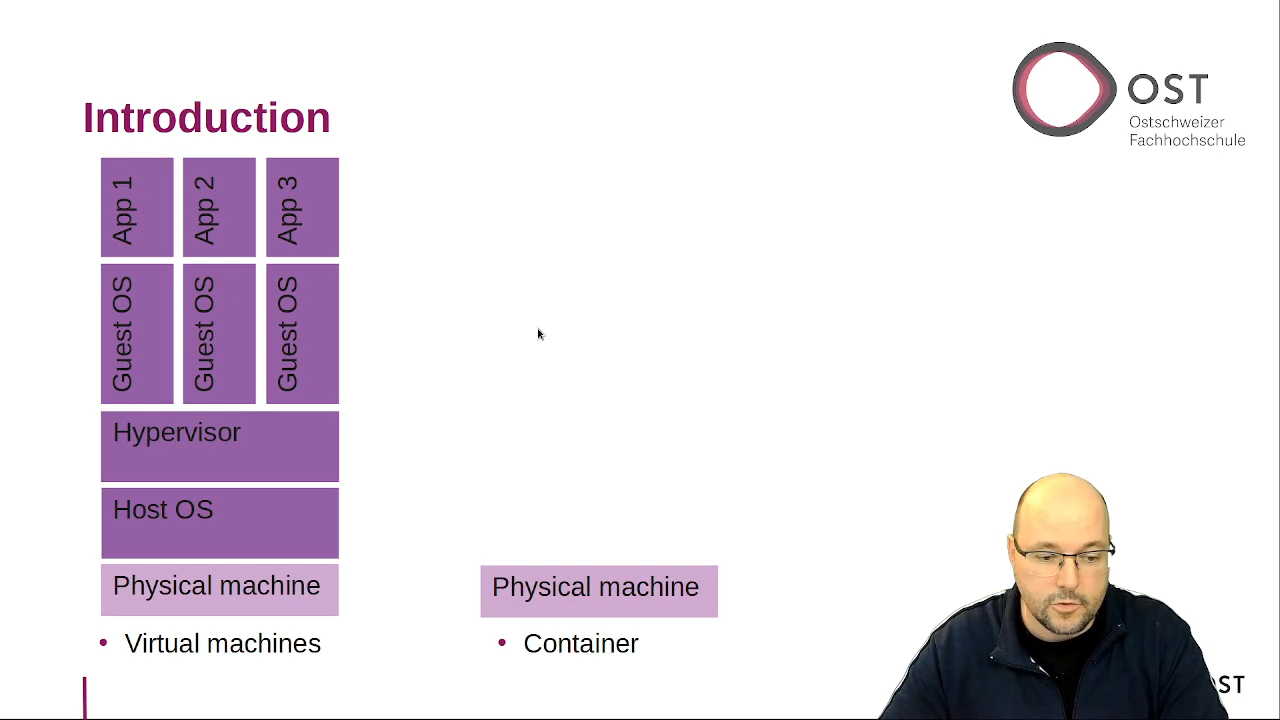 Introduction
OST
Ostschweizer
Fachhochschule
App 1
App 2
App 3
Guest OS
Guest OS
Guest OS
Hypervisor
Host OS
Physical machine
Physical machine
• Virtual machines
• Container
ST